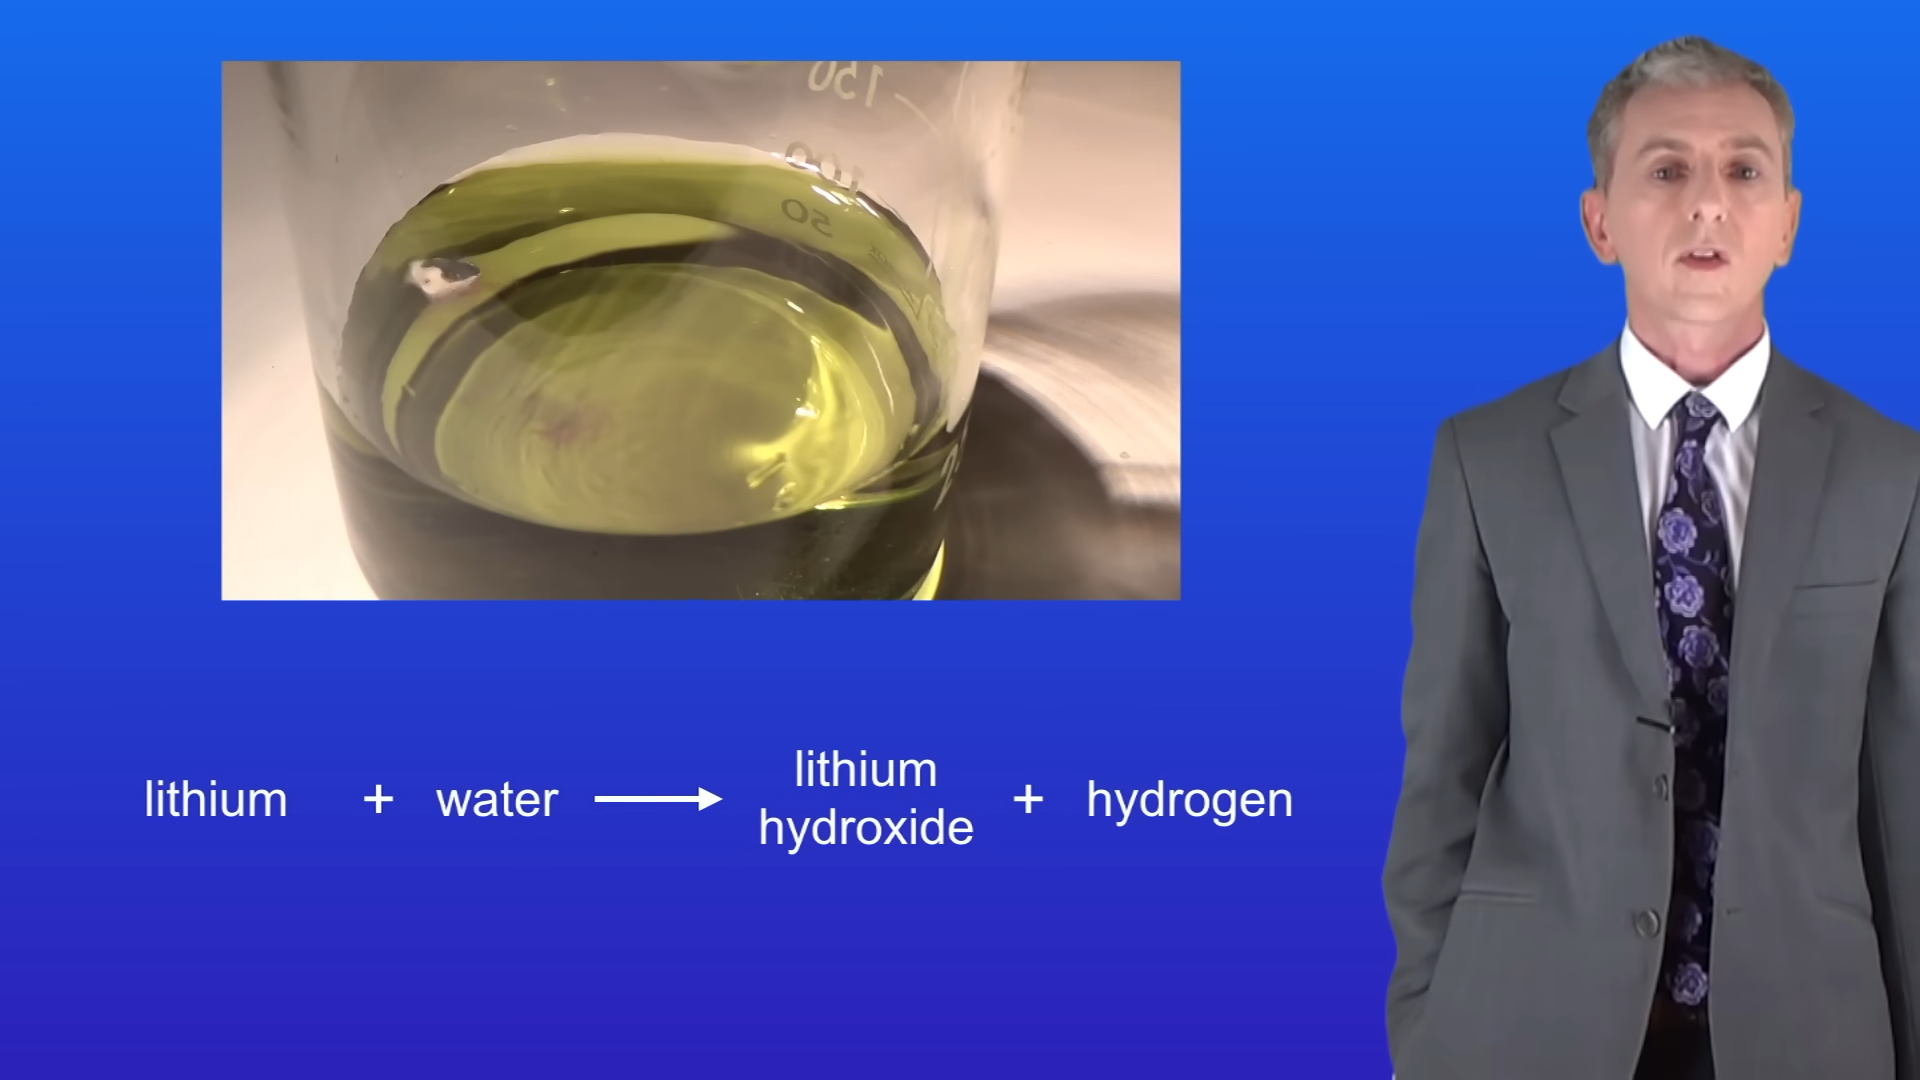 150
100
50
lithium + water → lithium hydroxide + hydrogen